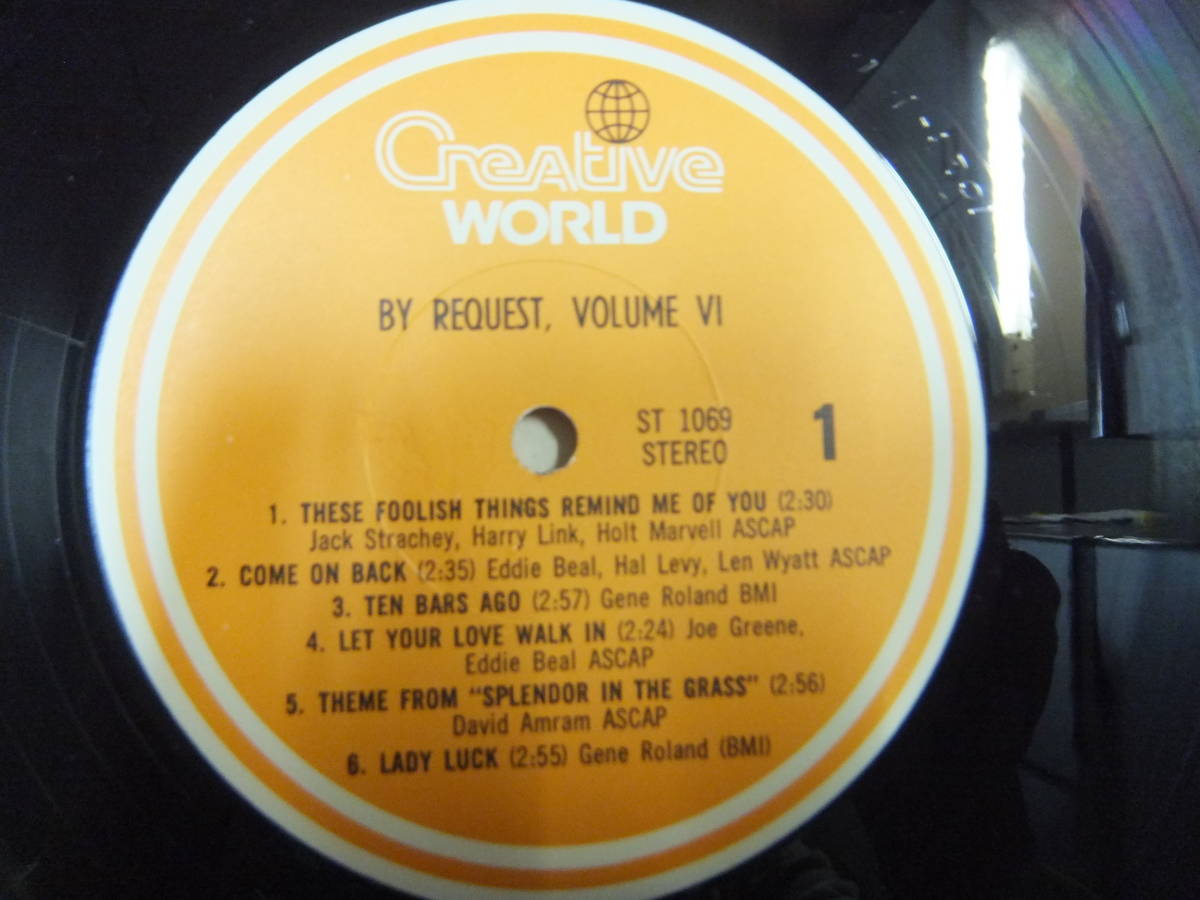 Creative
WORLD
BY REQUEST, VOLUME VI
ST 1069
STEREO
1
1. THESE FOOLISH THINGS REMIND ME OF YOU (2:30)
Jack Strachey, Harry Link, Holt Marvell ASCAP
2. COME ON BACK (2:35) Eddie Beal, Hal Levy, Len Wyatt ASCAP
3. TEN BARS AGO (2:57) Gene Roland BMI
4. LET YOUR LOVE WALK IN (2:24) Joe Greene,
Eddie Beal ASCAP
5. THEME FROM "SPLENDOR IN THE GRASS" (2:56)
David Amram ASCAP
6. LADY LUCK (2:55) Gene Roland (BMI)